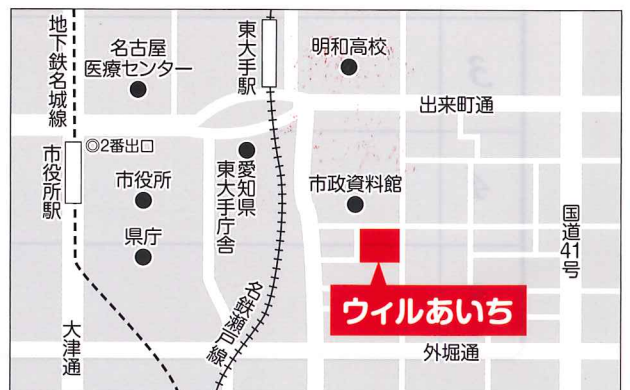 地下鉄名城線
名古屋
医療センター
東大手駅
明和高校
出来町通
市役所駅
◎2番出口
市役所
県庁
愛知県
東大手庁舎
市政資料館
国道41号
ウィルあいち
名鉄瀬戸線
大津通
外堀通